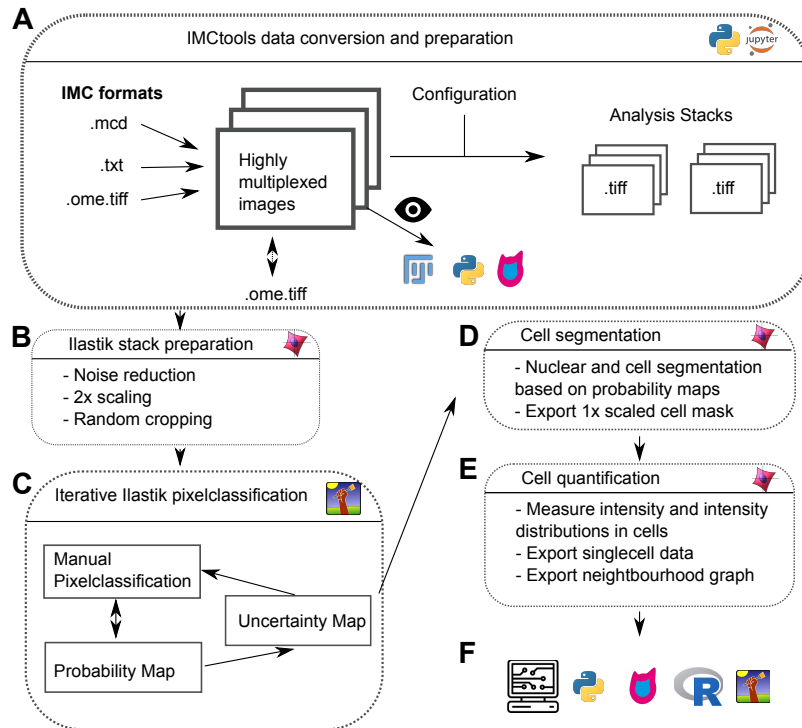 A
IMCtools data conversion and preparation
jupyter
IMC formats
.mcd
.txt
.ome.tiff
Highly
multiplexed
images
.ome.tiff
Configuration
Analysis Stacks
.tiff
.tiff
B
Ilastik stack preparation
- Noise reduction
- 2x scaling
- Random cropping
C
Iterative Ilastik pixelclassification
Manual
Pixelclassification
Uncertainty Map
Probability Map
D
Cell segmentation
- Nuclear and cell segmentation
based on probability maps
- Export 1x scaled cell mask
E
Cell quantification
- Measure intensity and intensity
distributions in cells
- Export singlecell data
- Export neightbourhood graph
F
R